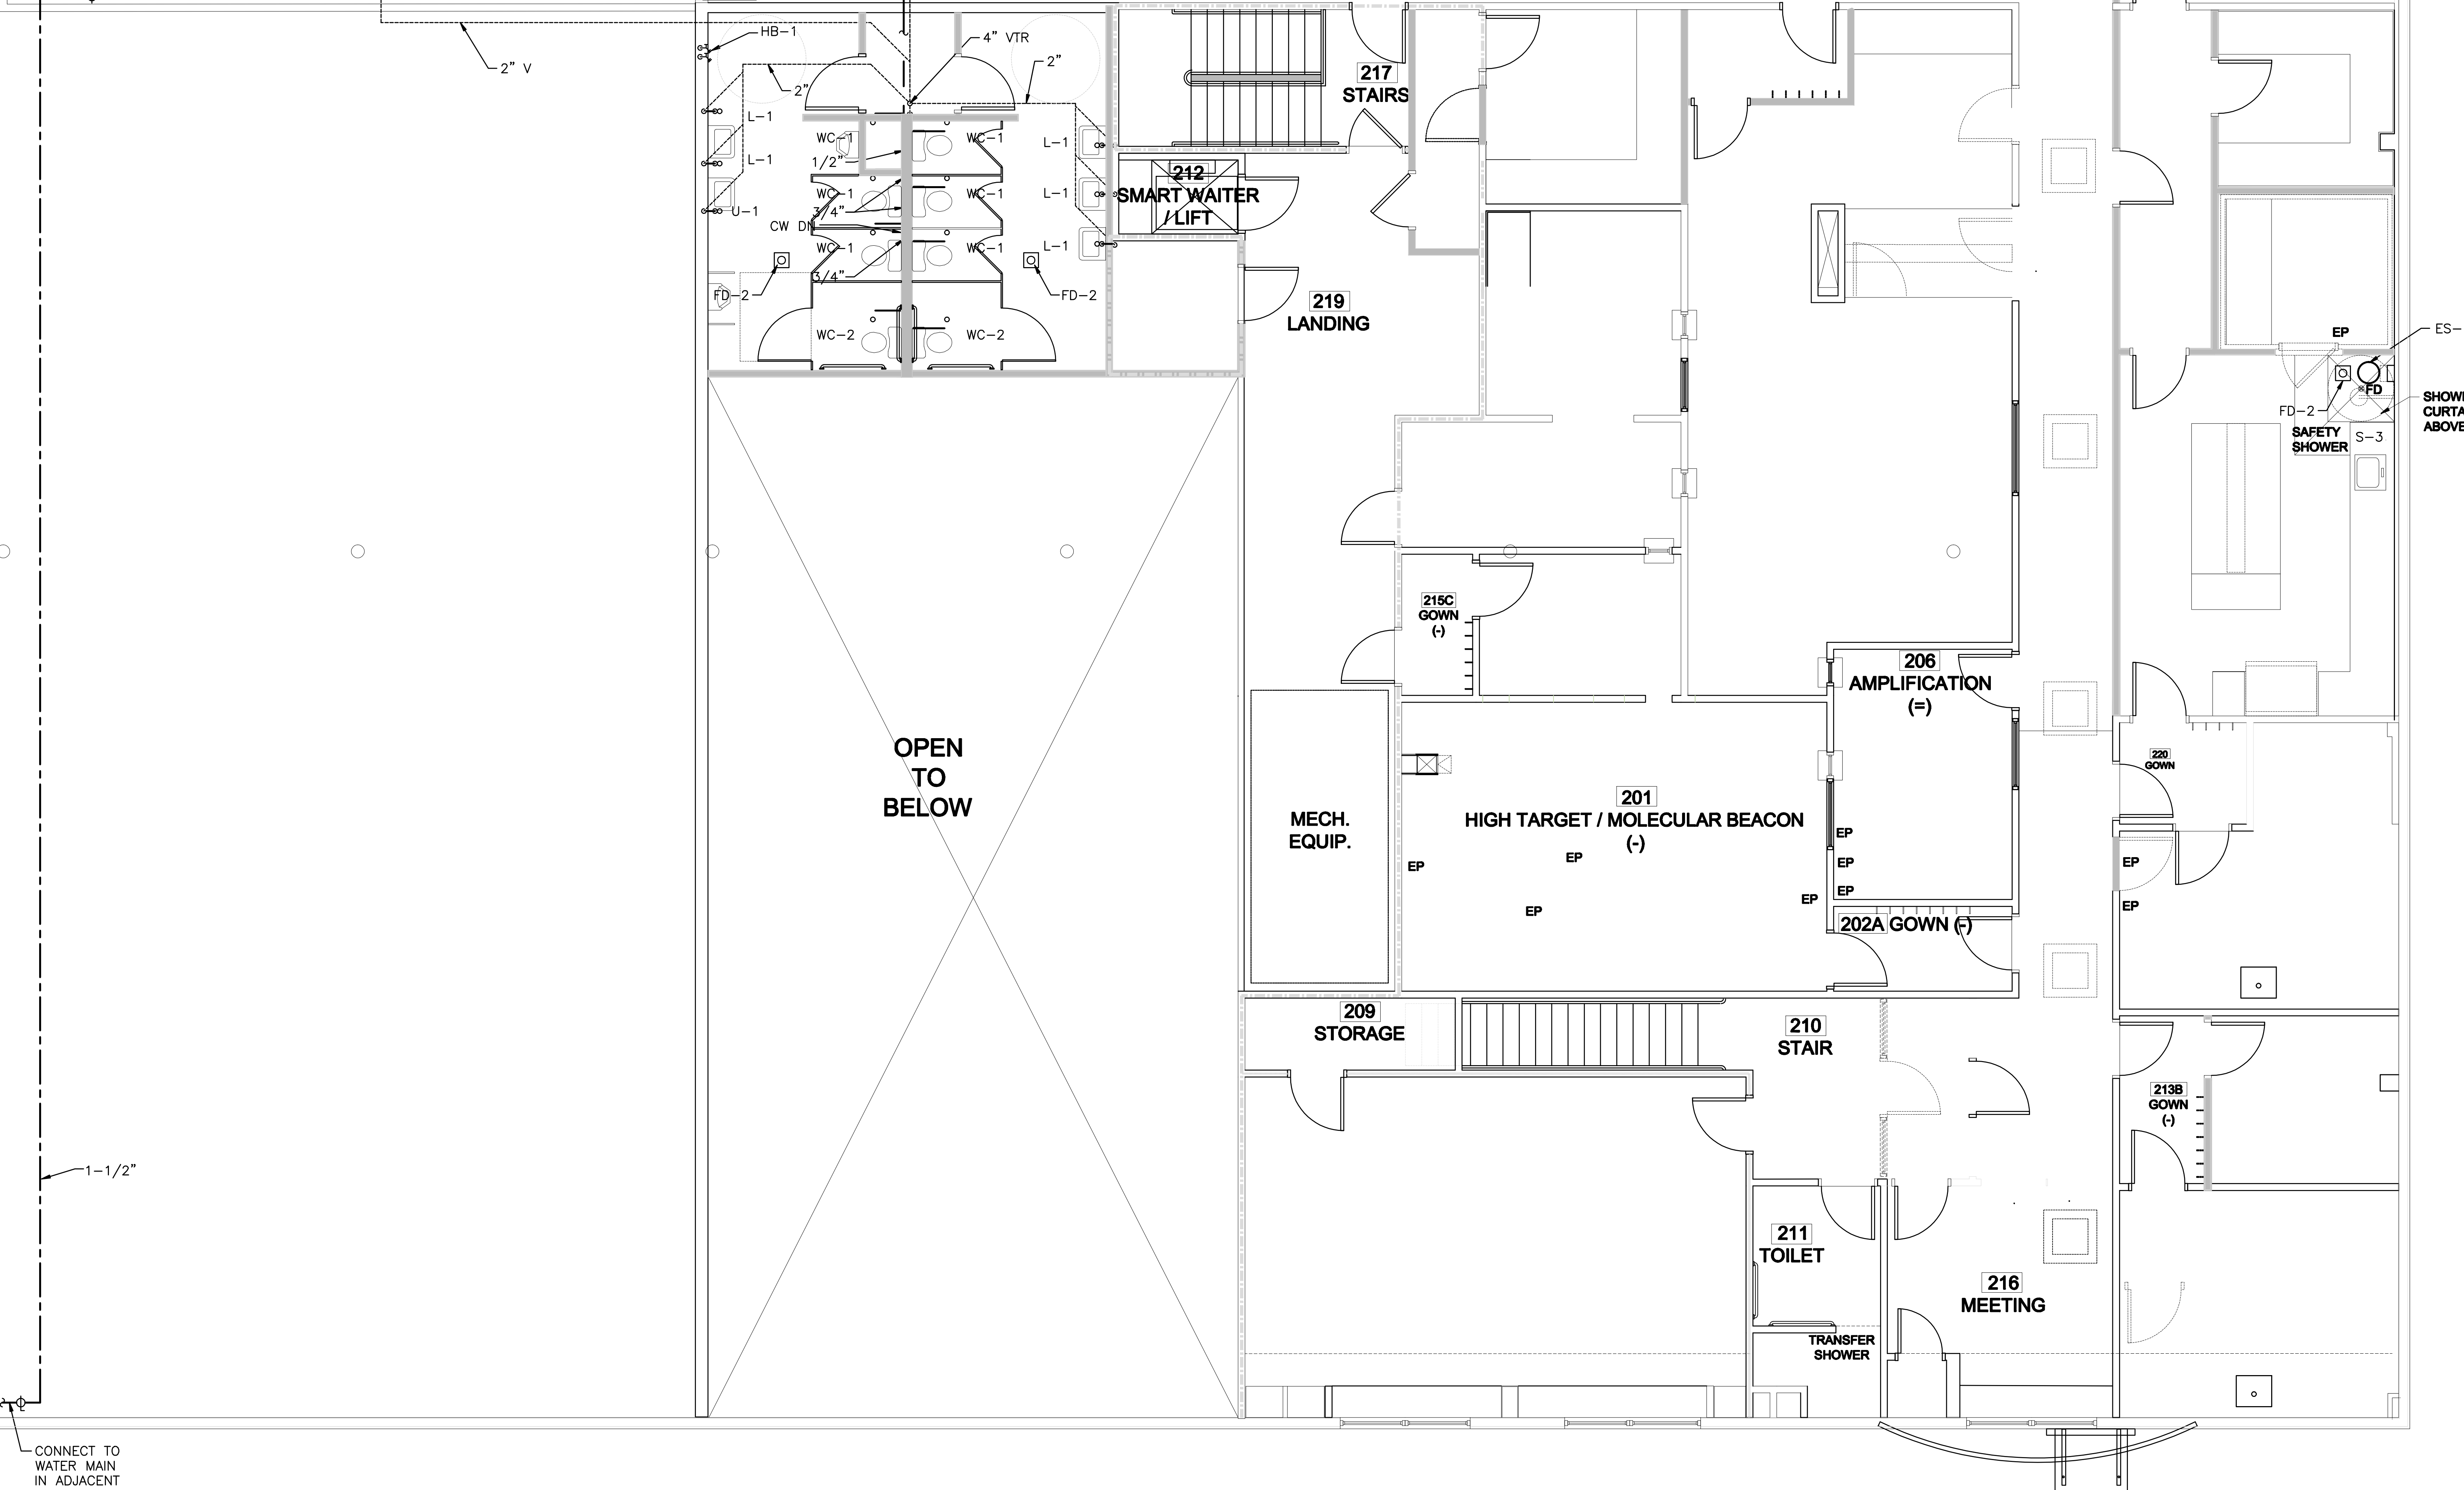 HB-1
2" V
2"
4" VTR
2"
L-1
L-1
U-1
WC-1
1/2"
WC-1
3/4"
CW DN
WC-1
3/4"
FD-2
WC-2
WC-1
L-1
WC-1
L-1
WC-1
L-1
FD-2
WC-2
217
STAIRS
212
SMART WAITER
/ LIFT
219
LANDING
EP
ES-
FD
FD-2
SAFETY
SHOWER
S-3
215C
GOWN
(-)
206
AMPLIFICATION
(=)
OPEN
TO
BELOW
MECH.
EQUIP.
201
HIGH TARGET / MOLECULAR BEACON
(-)
EP
EP
EP
EP
EP
EP
EP
220
GOWN
EP
EP
202A GOWN (-)
209
STORAGE
210
STAIR
213B
GOWN
(-)
211
TOILET
TRANSFER
SHOWER
216
MEETING
1-1/2"
CONNECT TO
WATER MAIN
IN ADJACENT